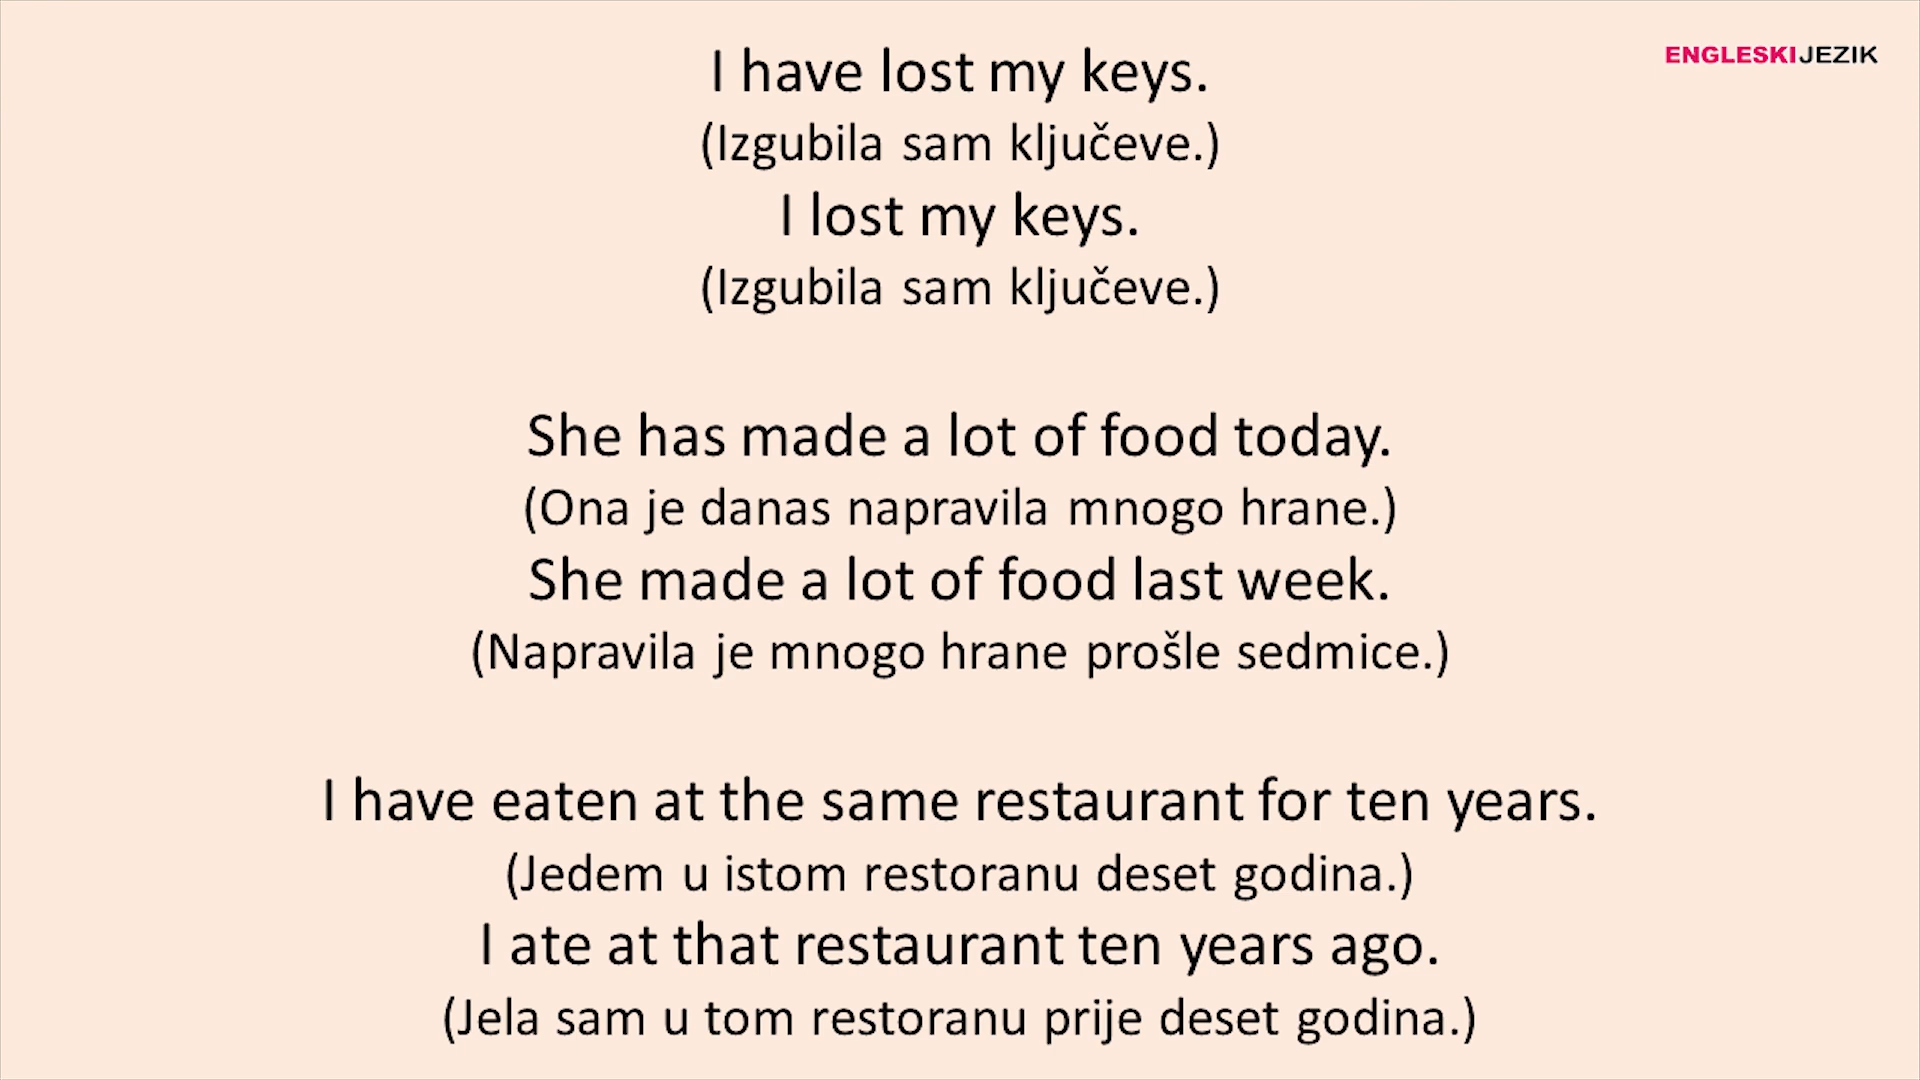 ENGLESKIJEZIK
I have lost my keys.
(Izgubila sam ključeve.)
I lost my keys.
(Izgubila sam ključeve.)
She has made a lot of food today.
(Ona je danas napravila mnogo hrane.)
She made a lot of food last week.
(Napravila je mnogo hrane prošle sedmice.)
I have eaten at the same restaurant for ten years.
(Jedem u istom restoranu deset godina.)
I ate at that restaurant ten years ago.
(Jela sam u tom restoranu prije deset godina.)